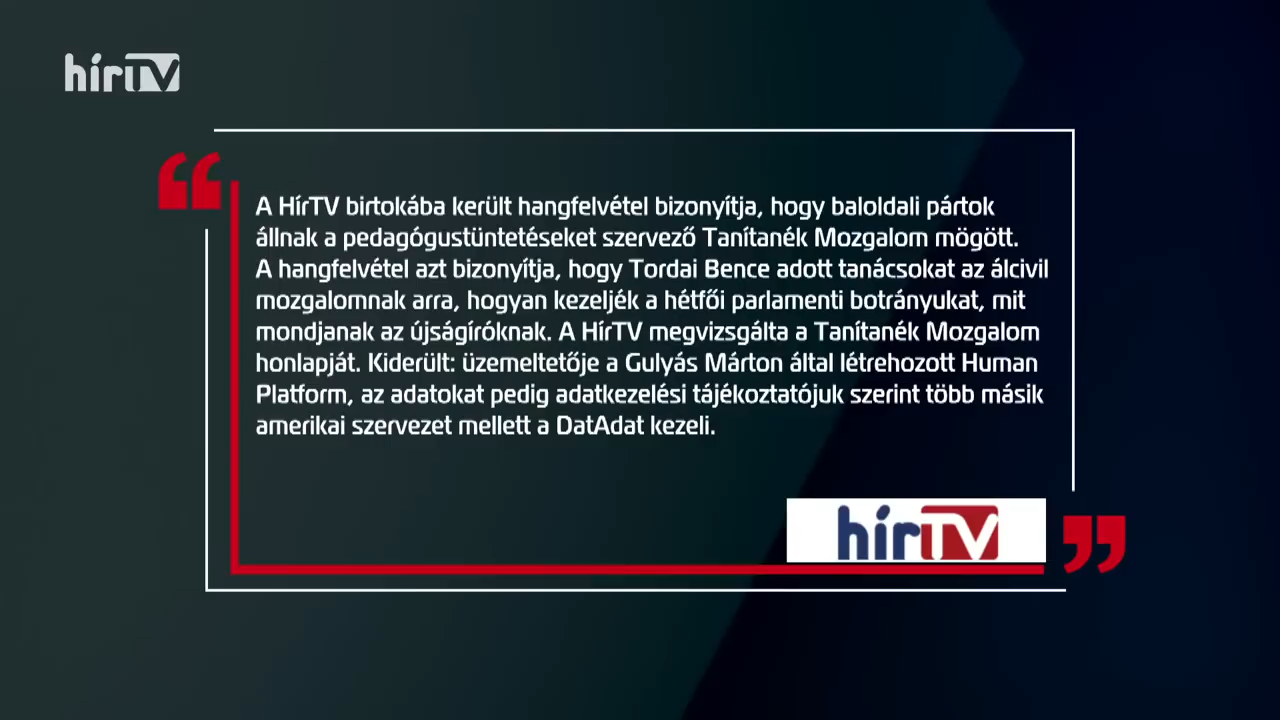 hírTV
A HírTV birtokába került hangfelvétel bizonyítja, hogy baloldali pártok
állnak a pedagógustüntetéseket szervező Tanítanék Mozgalom mögött.
A hangfelvétel azt bizonyítja, hogy Tordai Bence adott tanácsokat az álcivil
mozgalomnak arra, hogyan kezeljék a hétfői parlamenti botrányukat, mit
mondjanak az újságíróknak. A HírTV megvizsgálta a Tanítanék Mozgalom
honlapját. Kiderült: üzemeltetője a Gulyás Márton által létrehozott Human
Platform, az adatokat pedig adatkezelési tájékoztatójuk szerint több másik
amerikai szervezet mellett a DatAdat kezeli.
hírTV